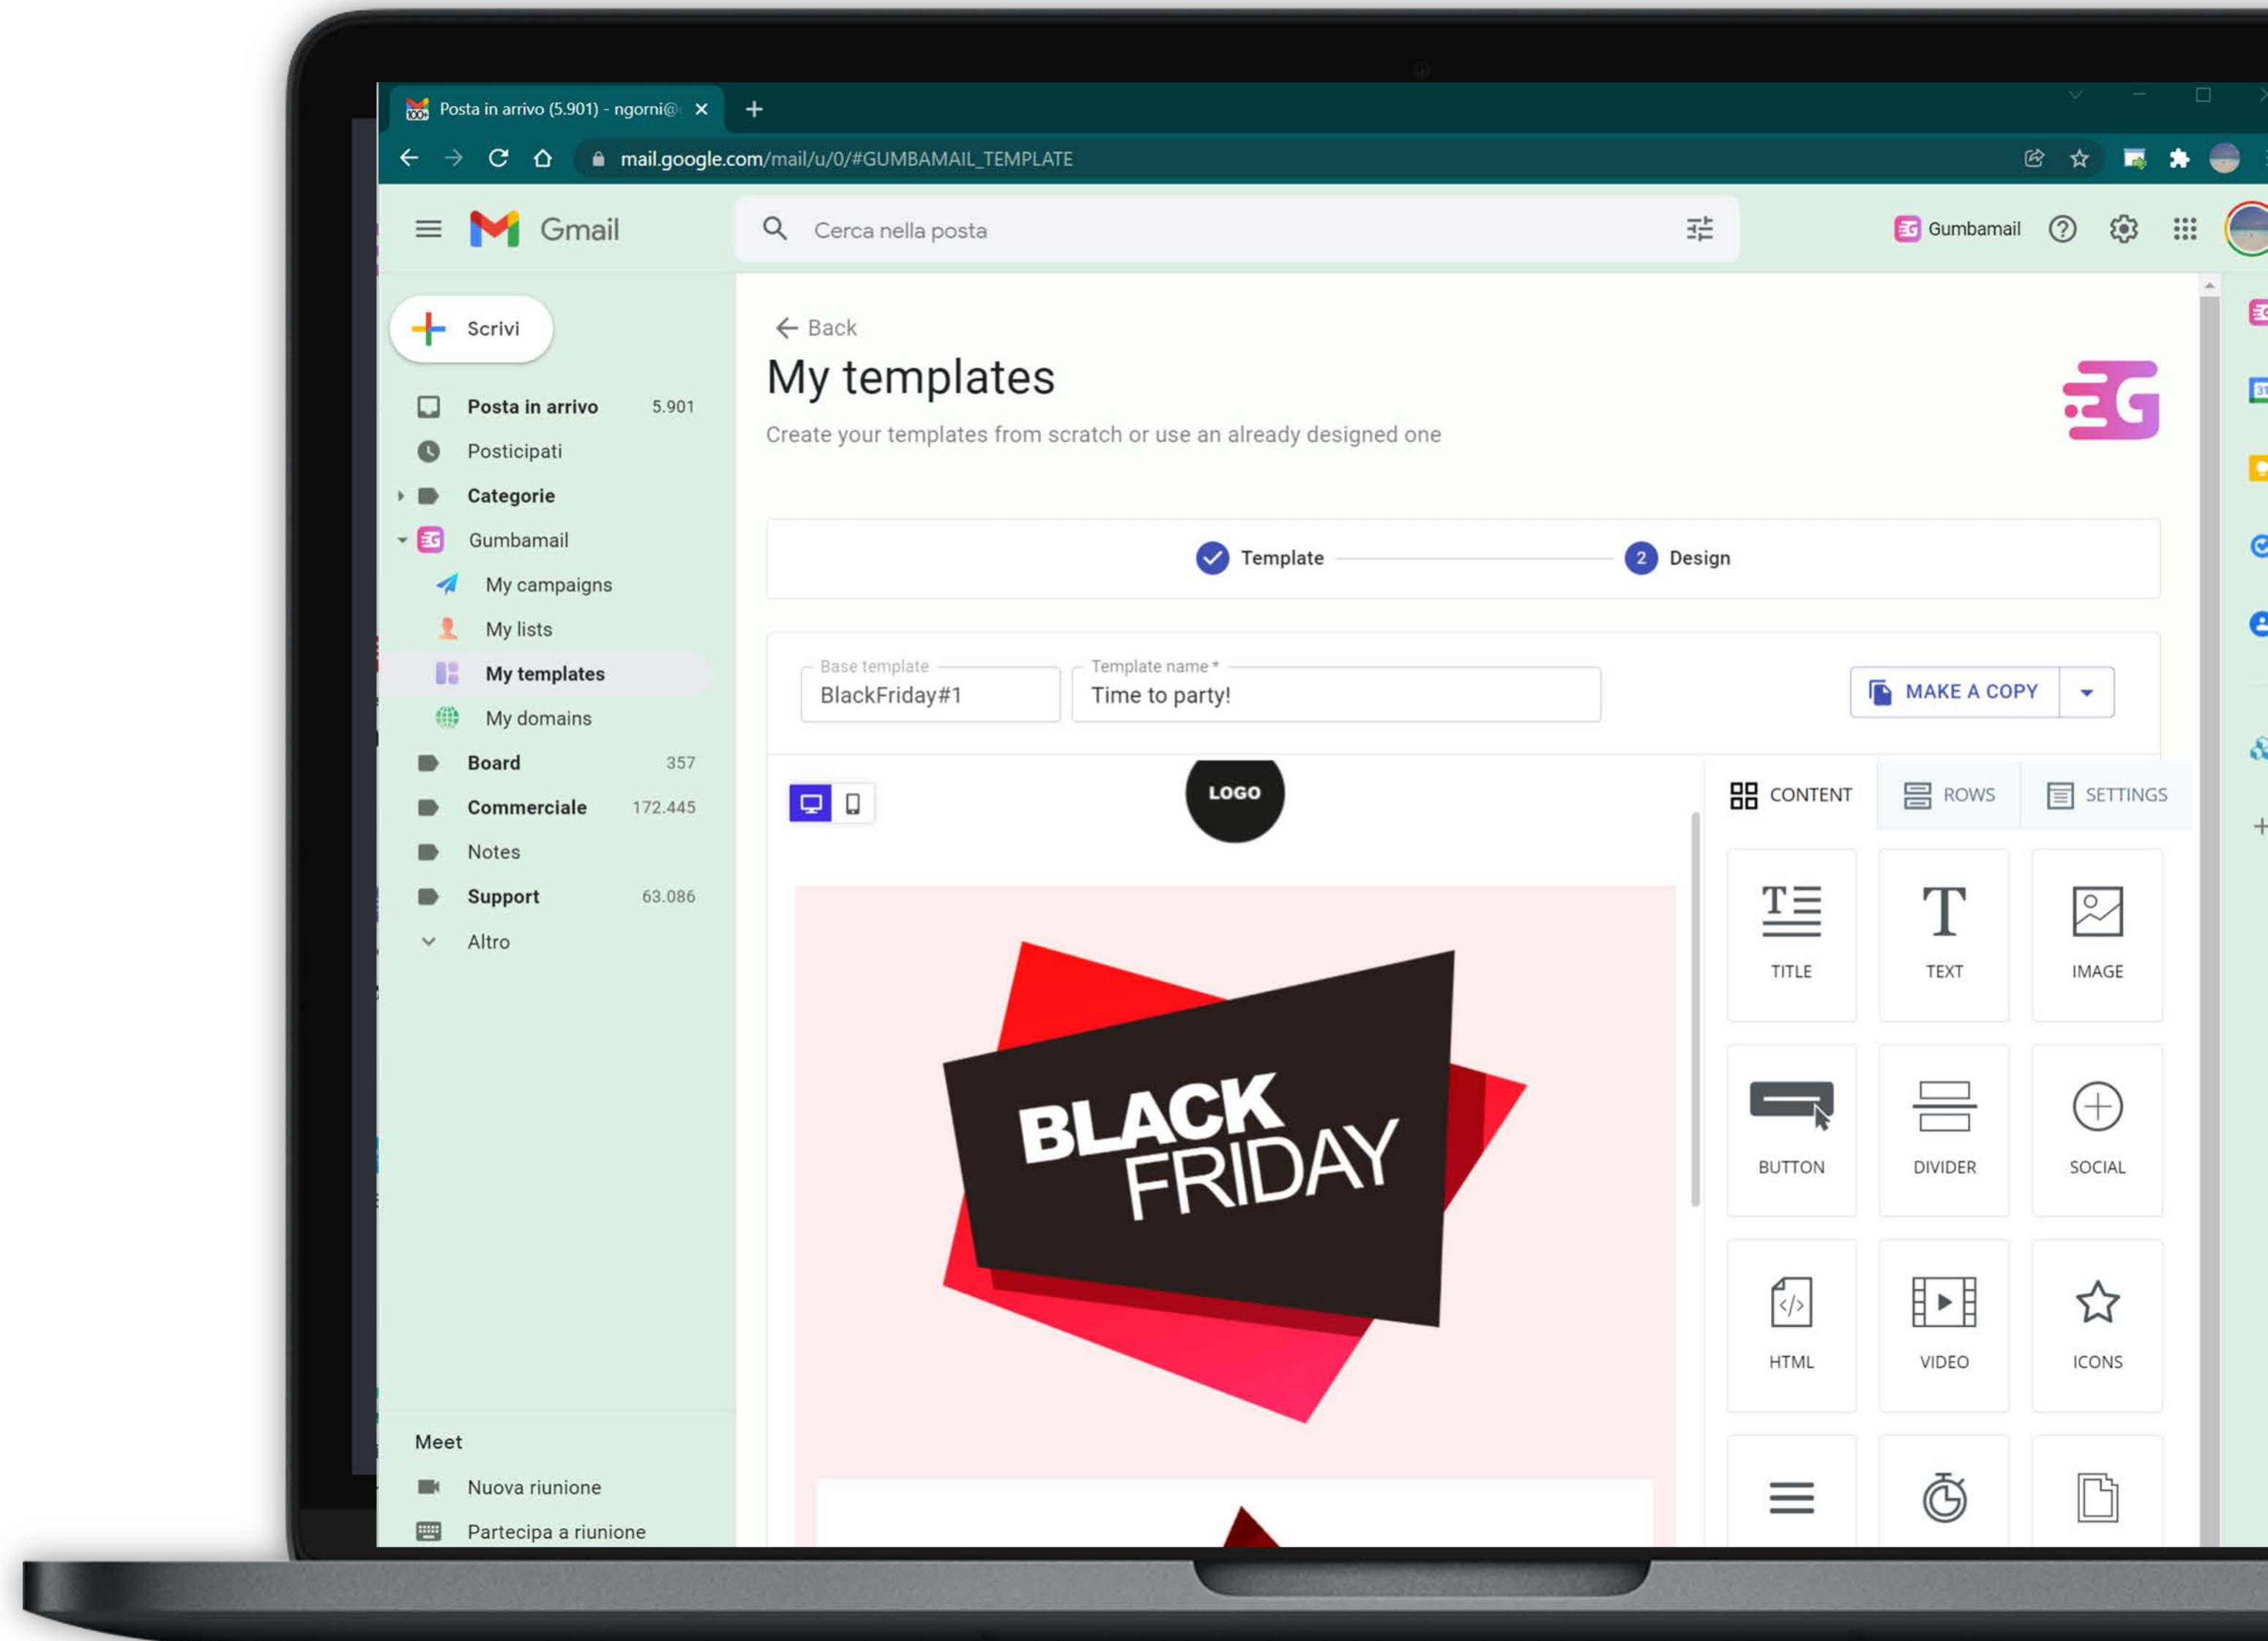 Posta in arrivo (5.901) - ngorni@
mail.google.com/mail/u/0/#GUMBAMAIL_TEMPLATE
Gmail
Cerca nella posta
Gumbamail
Scrivi
Posta in arrivo 5.901
Posticipati
Categorie
Gumbamail
My campaigns
My lists
My templates
My domains
Board 357
Commerciale 172.445
Notes
Support 63.086
Altro
Meet
Nuova riunione
Partecipa a riunione
Back
My templates
Create your templates from scratch or use an already designed one
G
Template 2 Design
Base template
BlackFriday#1
Template name *
Time to party!
MAKE A COPY
LOGO
BLACK
FRIDAY
CONTENT ROWS SETTINGS
TITLE TEXT IMAGE
BUTTON DIVIDER SOCIAL
HTML VIDEO ICONS